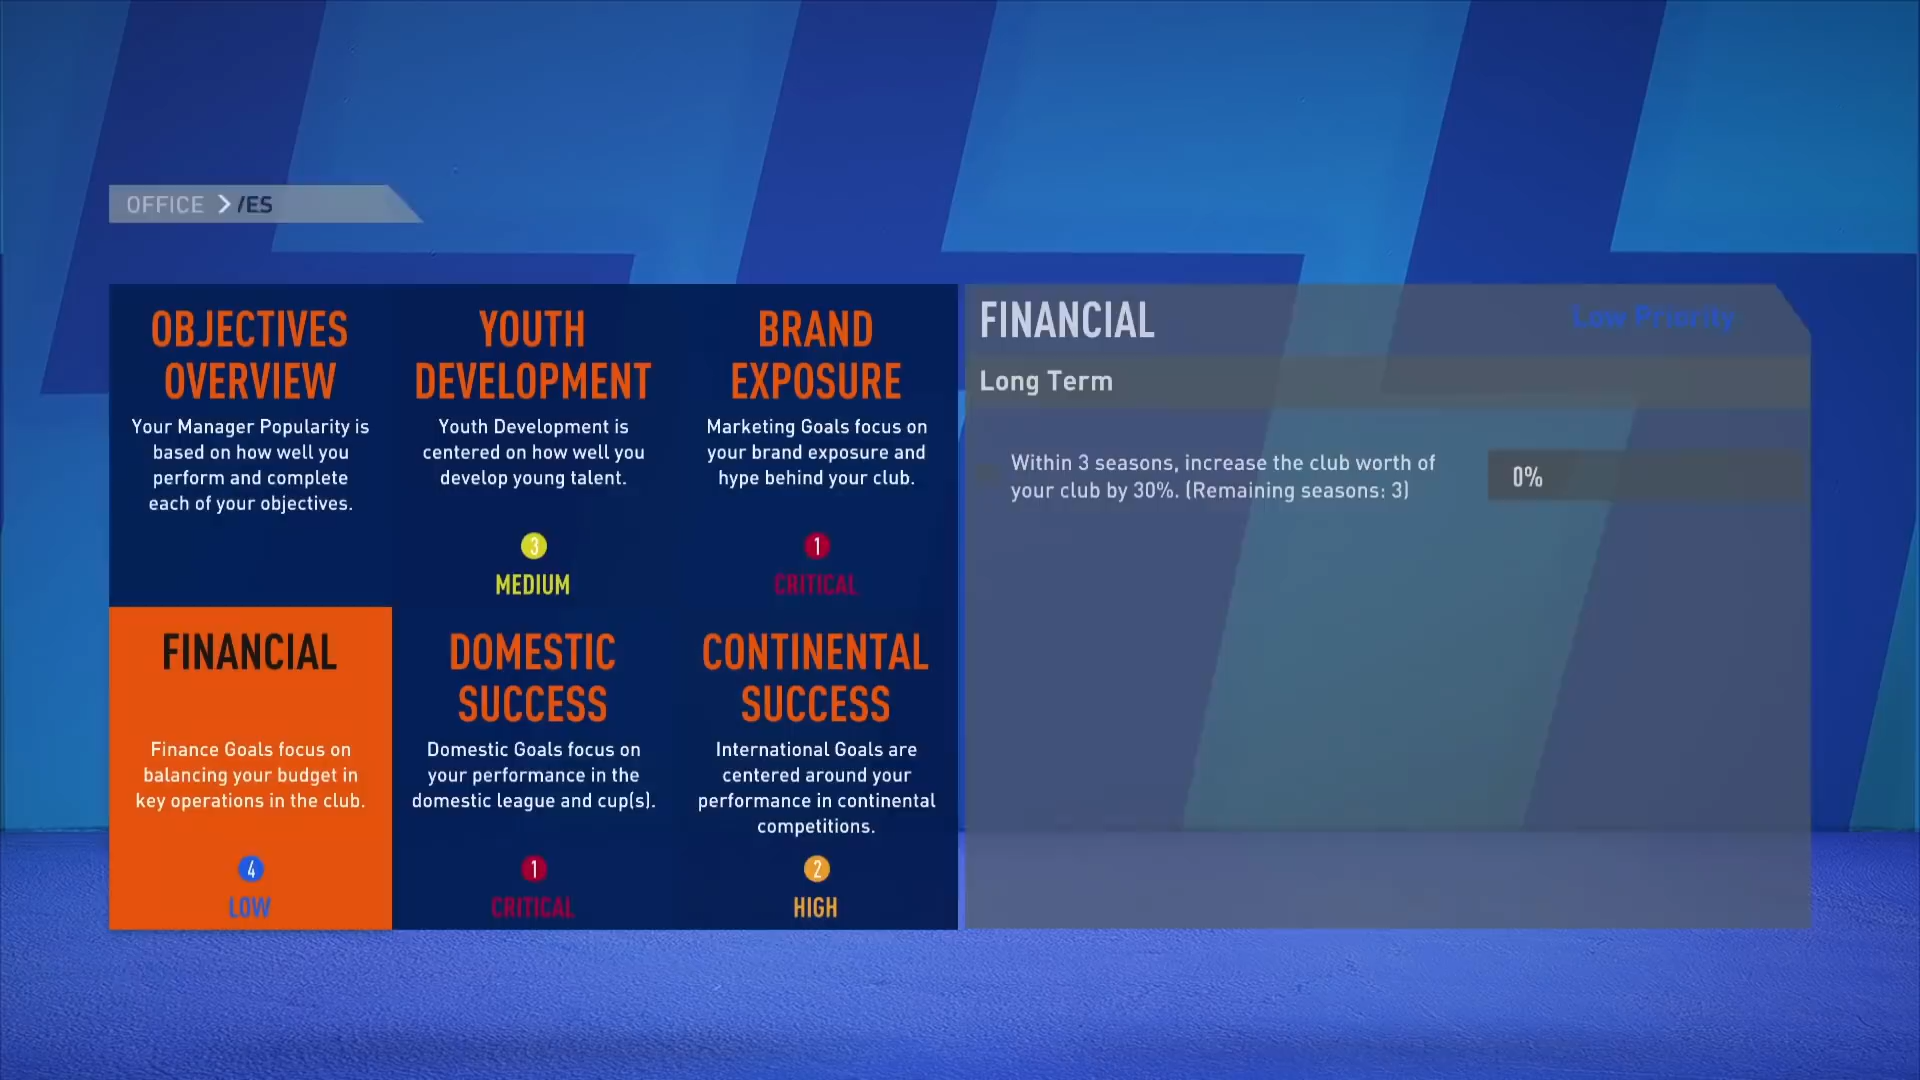 OFFICE > /ES
OBJECTIVES
OVERVIEW
Your Manager Popularity is
based on how well you
perform and complete
each of your objectives.
YOUTH
DEVELOPMENT
Youth Development is
centered on how well you
develop young talent.
3
MEDIUM
BRAND
EXPOSURE
Marketing Goals focus on
your brand exposure and
hype behind your club.
1
CRITICAL
FINANCIAL
Finance Goals focus on
balancing your budget in
key operations in the club.
4
LOW
DOMESTIC
SUCCESS
Domestic Goals focus on
your performance in the
domestic league and cup(s).
1
CRITICAL
CONTINENTAL
SUCCESS
International Goals are
centered around your
performance in continental
competitions.
2
HIGH
FINANCIAL
Low Priority
Long Term
Within 3 seasons, increase the club worth of
your club by 30%. (Remaining seasons: 3)
0%